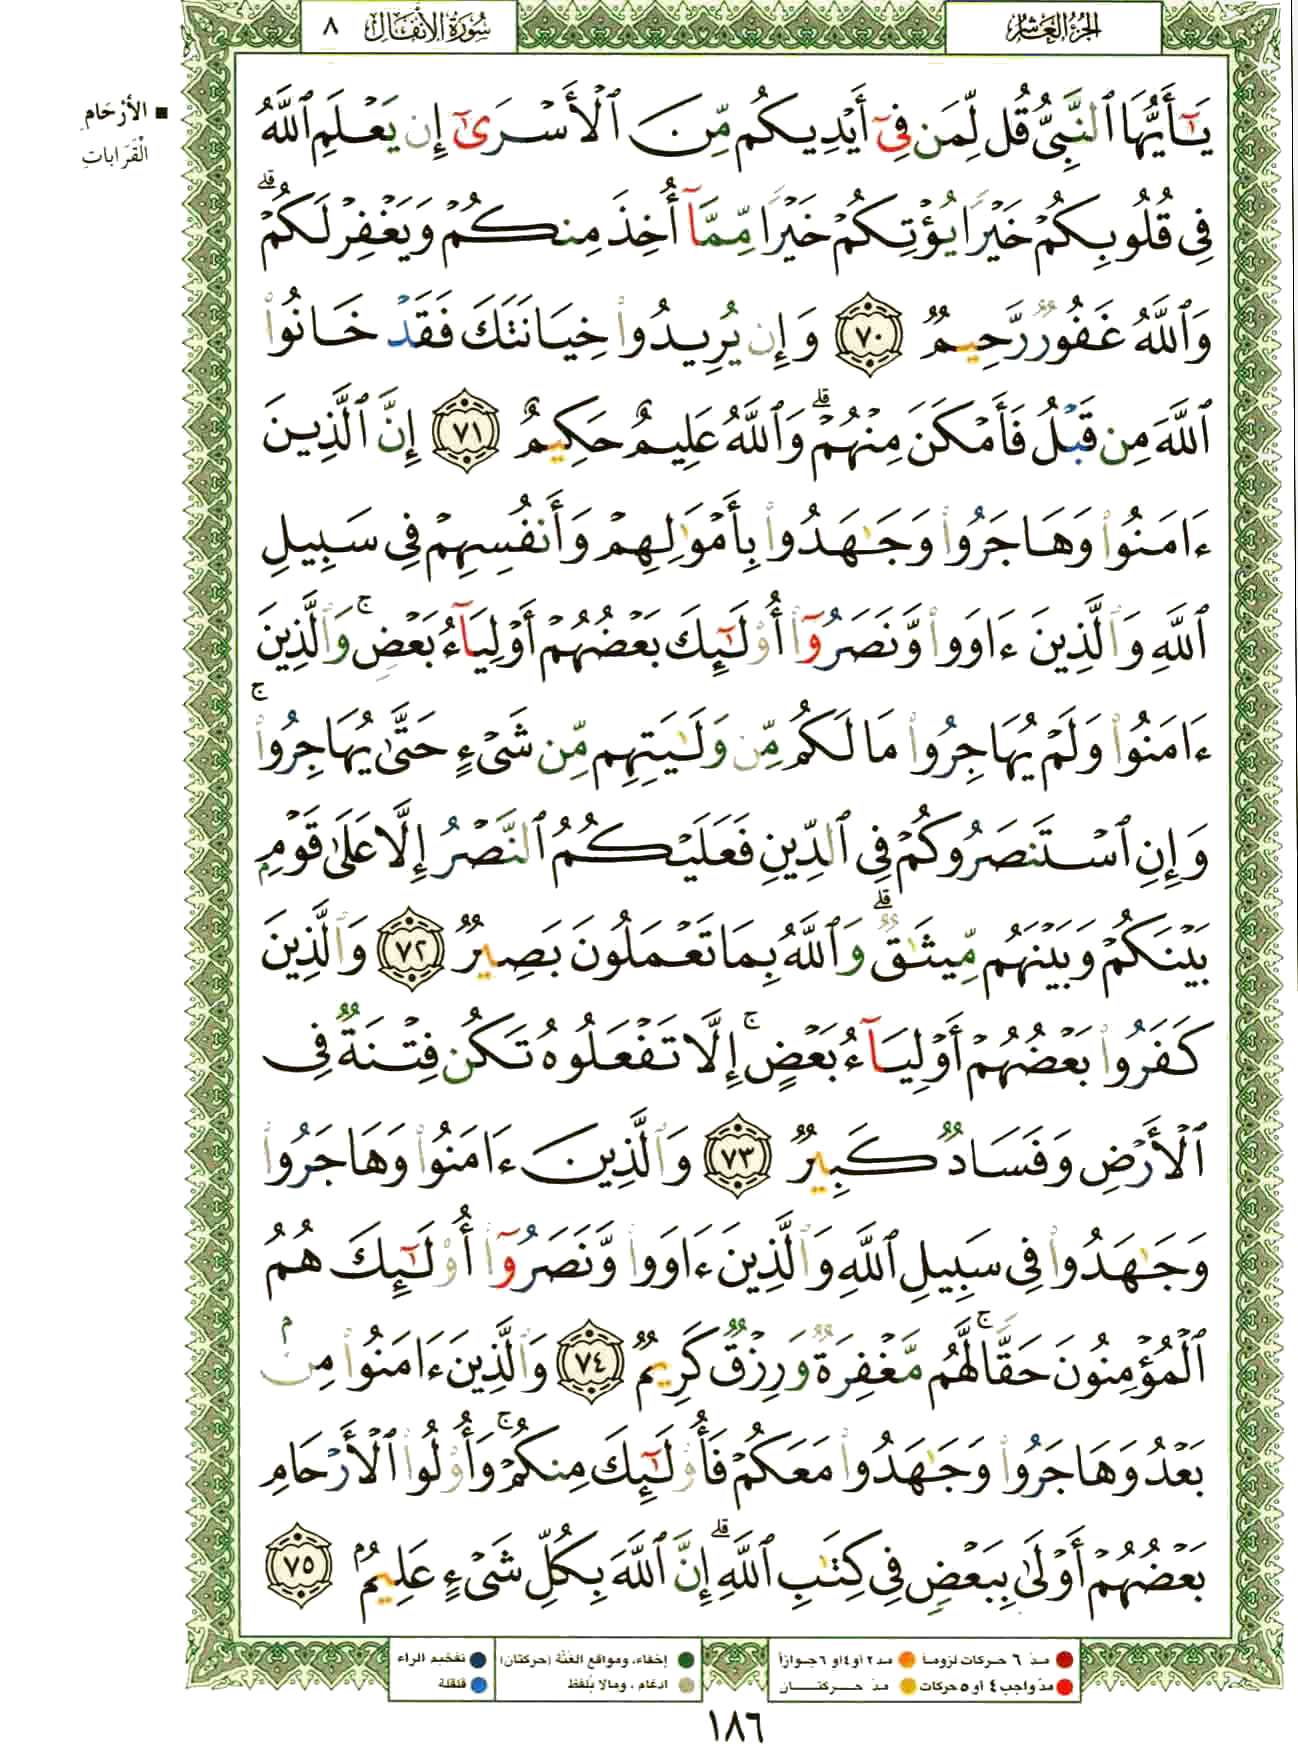 الجزء العاشر
سورة الأنفال ٨
■ الأرحام
القرابات
يَـٰٓأَيُّهَا ٱلنَّبِىُّ قُل لِّمَن فِىٓ أَيْدِيكُم مِّنَ ٱلْأَسْرَىٰٓ إِن يَعْلَمِ ٱللَّهُ
فِى قُلُوبِكُمْ خَيْرًا يُؤْتِكُمْ خَيْرًا مِّمَّآ أُخِذَ مِنكُمْ وَيَغْفِرْ لَكُمْ ۗ
وَٱللَّهُ غَفُورٌ رَّحِيمٌ ٧٠ وَإِن يُرِيدُوا۟ خِيَانَتَكَ فَقَدْ خَانُوا۟
ٱللَّهَ مِن قَبْلُ فَأَمْكَنَ مِنْهُمْ ۗ وَٱللَّهُ عَلِيمٌ حَكِيمٌ ٧١ إِنَّ ٱلَّذِينَ
ءَامَنُوا۟ وَهَاجَرُوا۟ وَجَـٰهَدُوا۟ بِأَمْوَٰلِهِمْ وَأَنفُسِهِمْ فِى سَبِيلِ
ٱللَّهِ وَٱلَّذِينَ ءَاوَوا۟ وَّنَصَرُوٓا۟ أُو۟لَـٰٓئِكَ بَعْضُهُمْ أَوْلِيَآءُ بَعْضٍ ۚ وَٱلَّذِينَ
ءَامَنُوا۟ وَلَمْ يُهَاجِرُوا۟ مَا لَكُم مِّن وَلَـٰيَتِهِم مِّن شَىْءٍ حَتَّىٰ يُهَاجِرُوا۟ ۚ
وَإِنِ ٱسْتَنصَرُوكُمْ فِى ٱلدِّينِ فَعَلَيْكُمُ ٱلنَّصْرُ إِلَّا عَلَىٰ قَوْمٍۭ
بَيْنَكُمْ وَبَيْنَهُم مِّيثَـٰقٌ ۗ وَٱللَّهُ بِمَا تَعْمَلُونَ بَصِيرٌ ٧٢ وَٱلَّذِينَ
كَفَرُوا۟ بَعْضُهُمْ أَوْلِيَآءُ بَعْضٍ ۚ إِلَّا تَفْعَلُوهُ تَكُن فِتْنَةٌ فِى
ٱلْأَرْضِ وَفَسَادٌ كَبِيرٌ ٧٣ وَٱلَّذِينَ ءَامَنُوا۟ وَهَاجَرُوا۟
وَجَـٰهَدُوا۟ فِى سَبِيلِ ٱللَّهِ وَٱلَّذِينَ ءَاوَوا۟ وَّنَصَرُوٓا۟ أُو۟لَـٰٓئِكَ هُمُ
ٱلْمُؤْمِنُونَ حَقًّا ۚ لَّهُم مَّغْفِرَةٌ وَرِزْقٌ كَرِيمٌ ٧٤ وَٱلَّذِينَ ءَامَنُوا۟ مِنۢ
بَعْدُ وَهَاجَرُوا۟ وَجَـٰهَدُوا۟ مَعَكُمْ فَأُو۟لَـٰٓئِكَ مِنكُمْ ۚ وَأُو۟لُوا۟ ٱلْأَرْحَامِ
بَعْضُهُمْ أَوْلَىٰ بِبَعْضٍ فِى كِتَـٰبِ ٱللَّهِ ۗ إِنَّ ٱللَّهَ بِكُلِّ شَىْءٍ عَلِيمٌۢ ٧٥
مدّ ٦ حركات لزوماً مدّ ٢ أو ٤ أو ٦ جوازاً
مدّ واجب ٤ أو ٥ حركات مدّ حركتـان
إخفاء، ومواقع الغُنَّة (حركتان)
ادغام ، ومالا يُلفَظ
تفخيم الراء
قلقلة
١٨٦